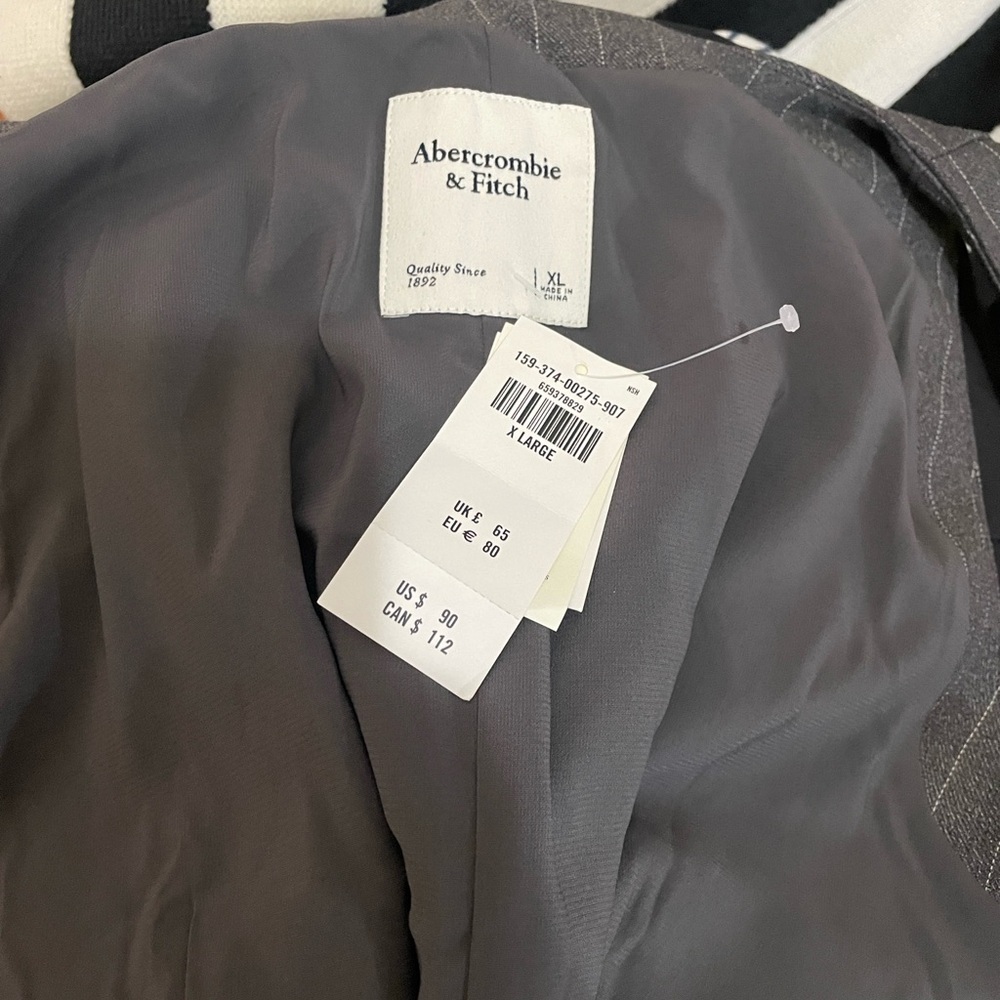 Abercrombie
& Fitch
Quality Since
1892
XL
MADE IN
CHINA
159-374-00275-907
NSH
659378829
X LARGE
UK £ 65
EU € 80
US $ 90
CAN $ 112